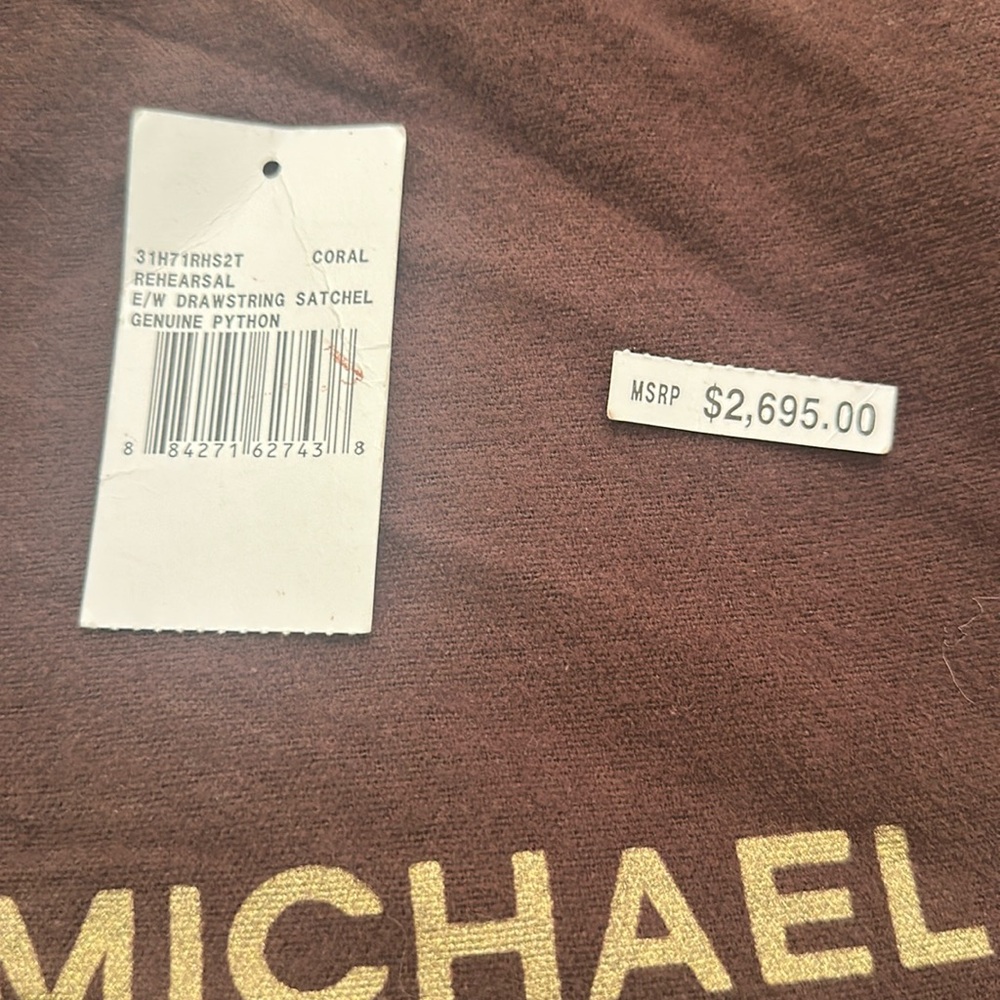 31H71RHS2T CORAL
REHEARSAL
E/W DRAWSTRING SATCHEL
GENUINE PYTHON
8 84271 62743 8
MSRP $2,695.00
MICHAEL